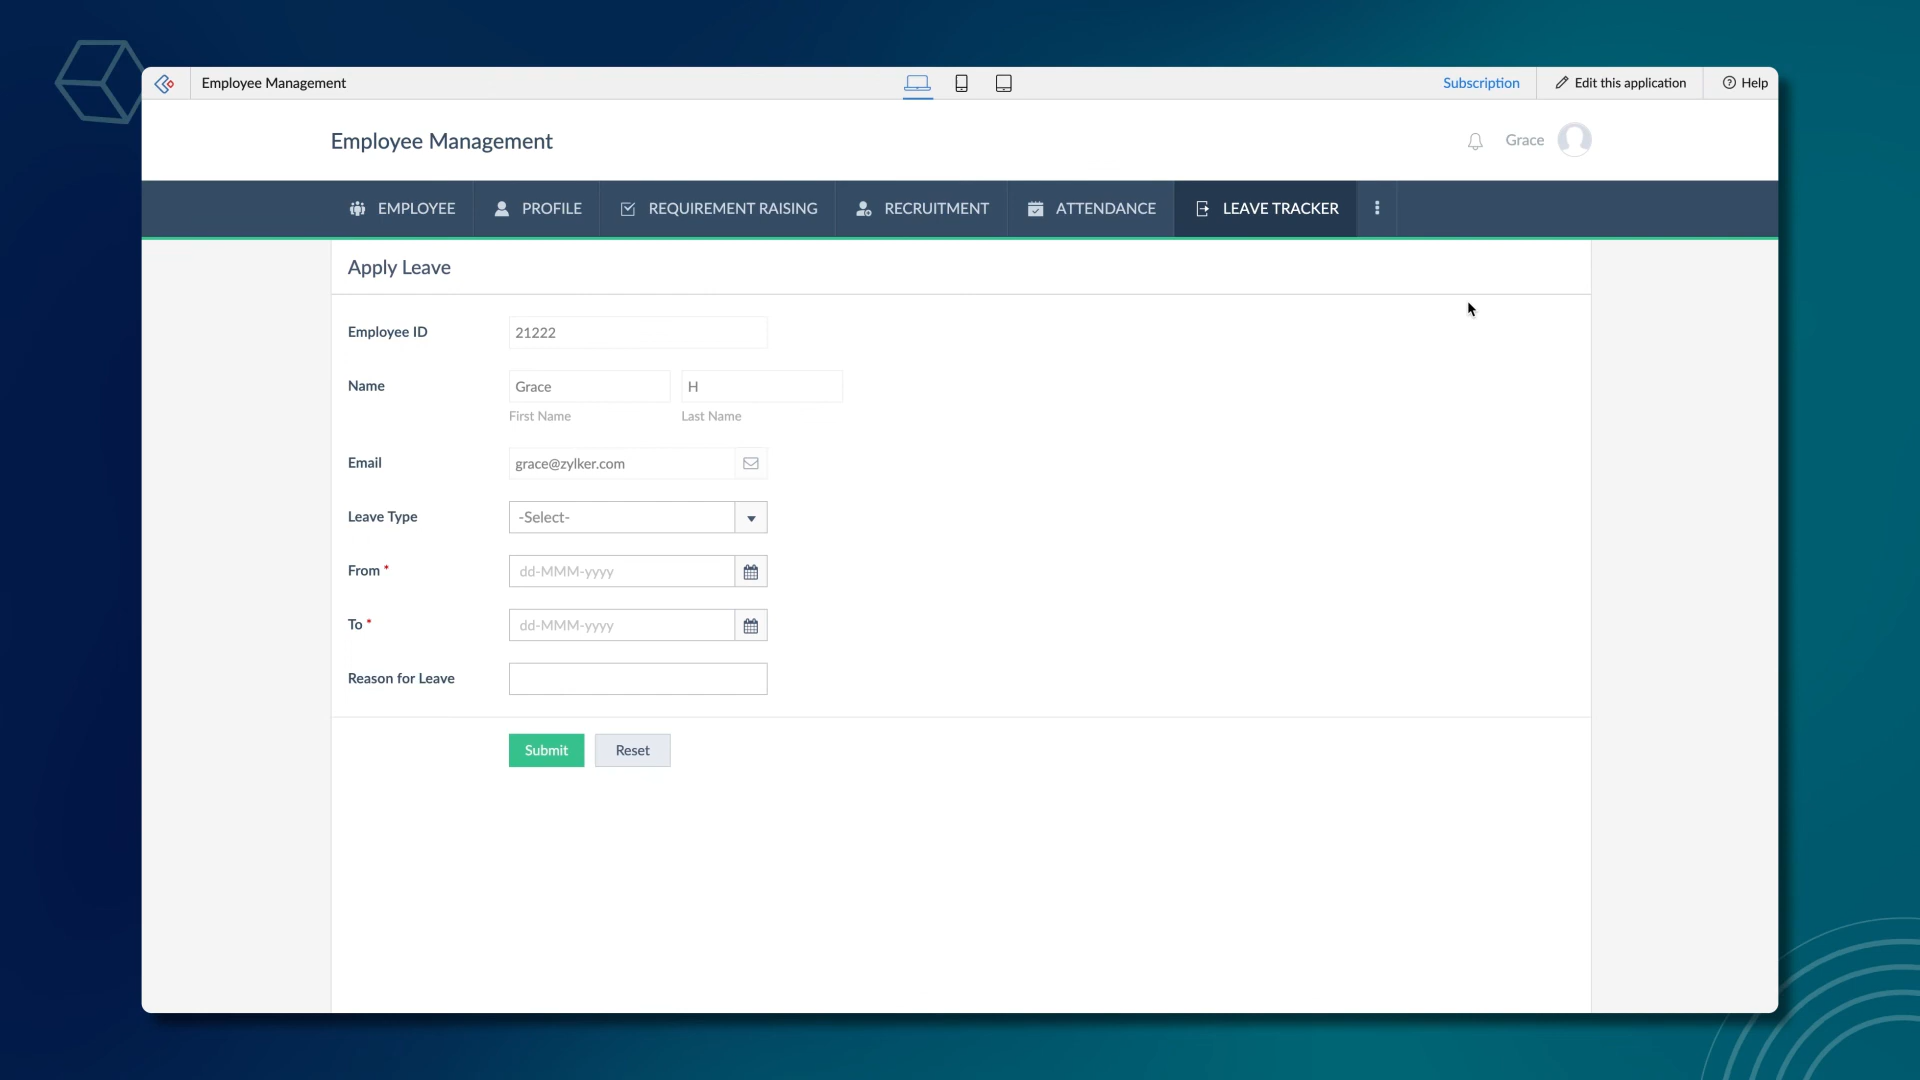 Employee Management
Subscription
Edit this application
Help
Employee Management
Grace
EMPLOYEE
PROFILE
REQUIREMENT RAISING
RECRUITMENT
ATTENDANCE
LEAVE TRACKER
Apply Leave
Employee ID
21222
Name
Grace
H
First Name
Last Name
Email
grace@zylker.com
Leave Type
-Select-
From *
dd-MMM-yyyy
To *
dd-MMM-yyyy
Reason for Leave
Submit
Reset